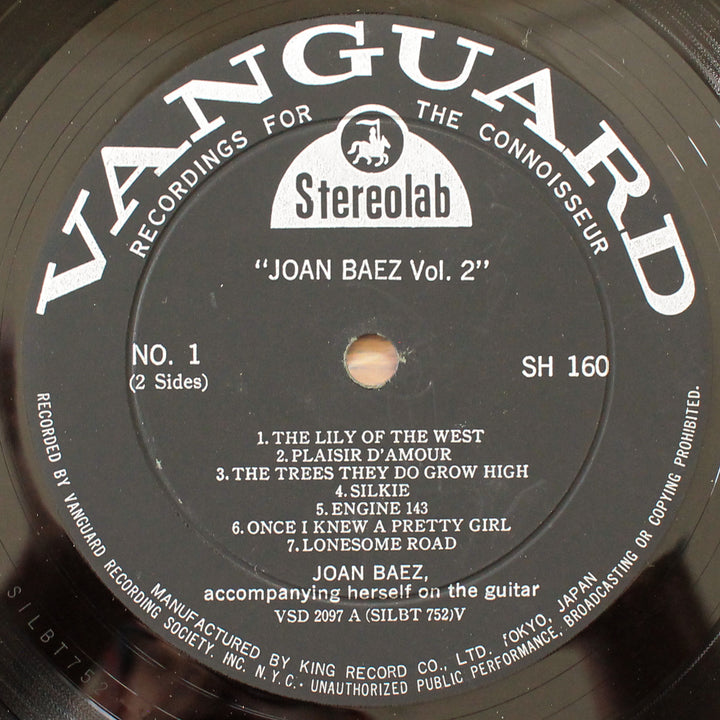 VANGUARD
RECORDINGS FOR THE CONNOISSEUR
Stereolab
"JOAN BAEZ Vol. 2"
NO. 1
(2 Sides)
SH 160
1. THE LILY OF THE WEST
2. PLAISIR D'AMOUR
3. THE TREES THEY DO GROW HIGH
4. SILKIE
5. ENGINE 143
6. ONCE I KNEW A PRETTY GIRL
7. LONESOME ROAD
JOAN BAEZ,
accompanying herself on the guitar
VSD 2097 A (SILBT 752)V
MANUFACTURED BY KING RECORD CO., LTD. TOKYO, JAPAN
RECORDED BY VANGUARD RECORDING SOCIETY, INC. N.Y.C. · UNAUTHORIZED PUBLIC PERFORMANCE, BROADCASTING OR COPYING PROHIBITED.
SILBT 752